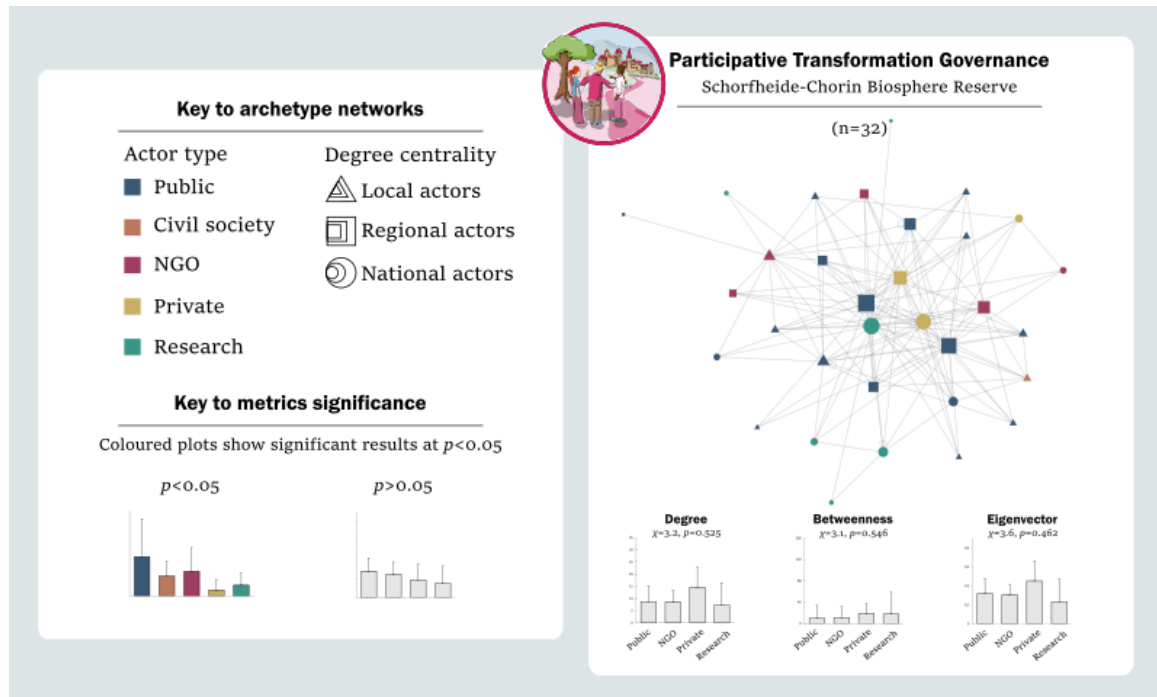 Key to archetype networks
Actor type
Public
Civil society
NGO
Private
Research
Degree centrality
Local actors
Regional actors
National actors
Key to metrics significance
Coloured plots show significant results at p<0.05
p<0.05
p>0.05
Participative Transformation Governance
Schorfheide-Chorin Biosphere Reserve
(n=32)
Degree
χ=3.2, p=0.525
Public
NGO
Private
Research
Betweenness
χ=3.1, p=0.546
Public
NGO
Private
Research
Eigenvector
χ=3.6, p=0.462
Public
NGO
Private
Research